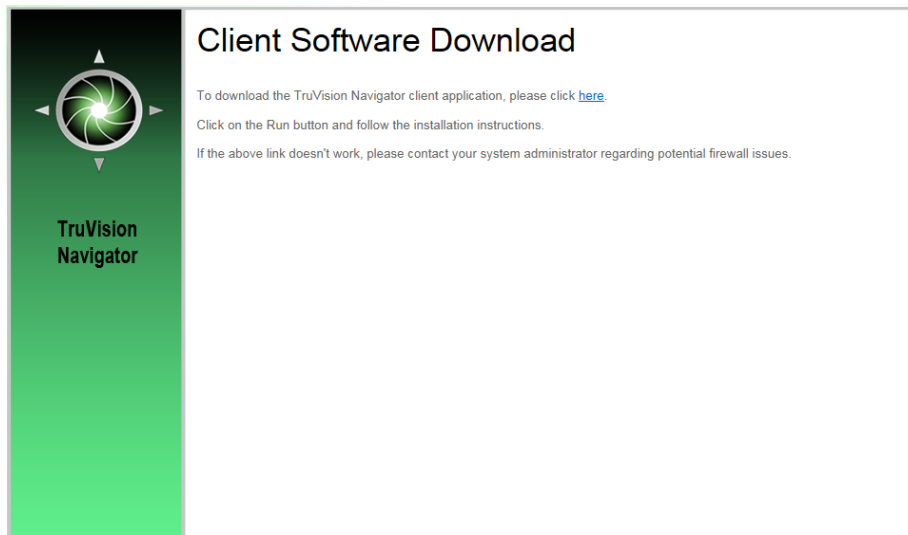 Client Software Download
To download the TruVision Navigator client application, please click here.
Click on the Run button and follow the installation instructions.
If the above link doesn't work, please contact your system administrator regarding potential firewall issues.
TruVision
Navigator